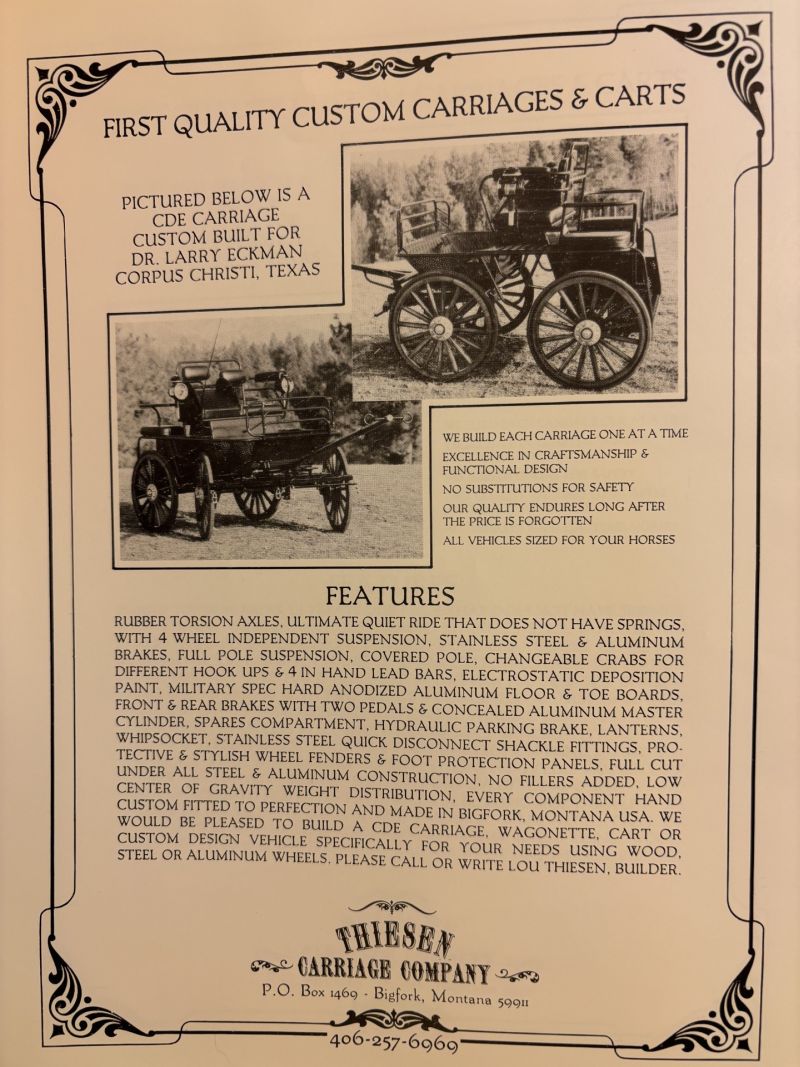 FIRST QUALITY CUSTOM CARRIAGES & CARTS
PICTURED BELOW IS A
CDE CARRIAGE
CUSTOM BUILT FOR
DR. LARRY ECKMAN
CORPUS CHRISTI, TEXAS
WE BUILD EACH CARRIAGE ONE AT A TIME
EXCELLENCE IN CRAFTSMANSHIP &
FUNCTIONAL DESIGN
NO SUBSTITUTIONS FOR SAFETY
OUR QUALITY ENDURES LONG AFTER
THE PRICE IS FORGOTTEN
ALL VEHICLES SIZED FOR YOUR HORSES
FEATURES
RUBBER TORSION AXLES, ULTIMATE QUIET RIDE THAT DOES NOT HAVE SPRINGS,
WITH 4 WHEEL INDEPENDENT SUSPENSION, STAINLESS STEEL & ALUMINUM
BRAKES, FULL POLE SUSPENSION, COVERED POLE, CHANGEABLE CRABS FOR
DIFFERENT HOOK UPS & 4 IN HAND LEAD BARS, ELECTROSTATIC DEPOSITION
PAINT, MILITARY SPEC HARD ANODIZED ALUMINUM FLOOR & TOE BOARDS,
FRONT & REAR BRAKES WITH TWO PEDALS & CONCEALED ALUMINUM MASTER
CYLINDER, SPARES COMPARTMENT, HYDRAULIC PARKING BRAKE, LANTERNS,
WHIPSOCKET, STAINLESS STEEL QUICK DISCONNECT SHACKLE FITTINGS, PRO-
TECTIVE & STYLISH WHEEL FENDERS & FOOT PROTECTION PANELS, FULL CUT
UNDER ALL STEEL & ALUMINUM CONSTRUCTION, NO FILLERS ADDED, LOW
CENTER OF GRAVITY WEIGHT DISTRIBUTION, EVERY COMPONENT HAND
CUSTOM FITTED TO PERFECTION AND MADE IN BIGFORK, MONTANA USA. WE
WOULD BE PLEASED TO BUILD A CDE CARRIAGE, WAGONETTE, CART OR
CUSTOM DESIGN VEHICLE SPECIFICALLY FOR YOUR NEEDS USING WOOD,
STEEL OR ALUMINUM WHEELS. PLEASE CALL OR WRITE LOU THIESEN, BUILDER.
THIESEN
CARRIAGE COMPANY
P.O. Box 1469 - Bigfork, Montana 59911
406-257-6969